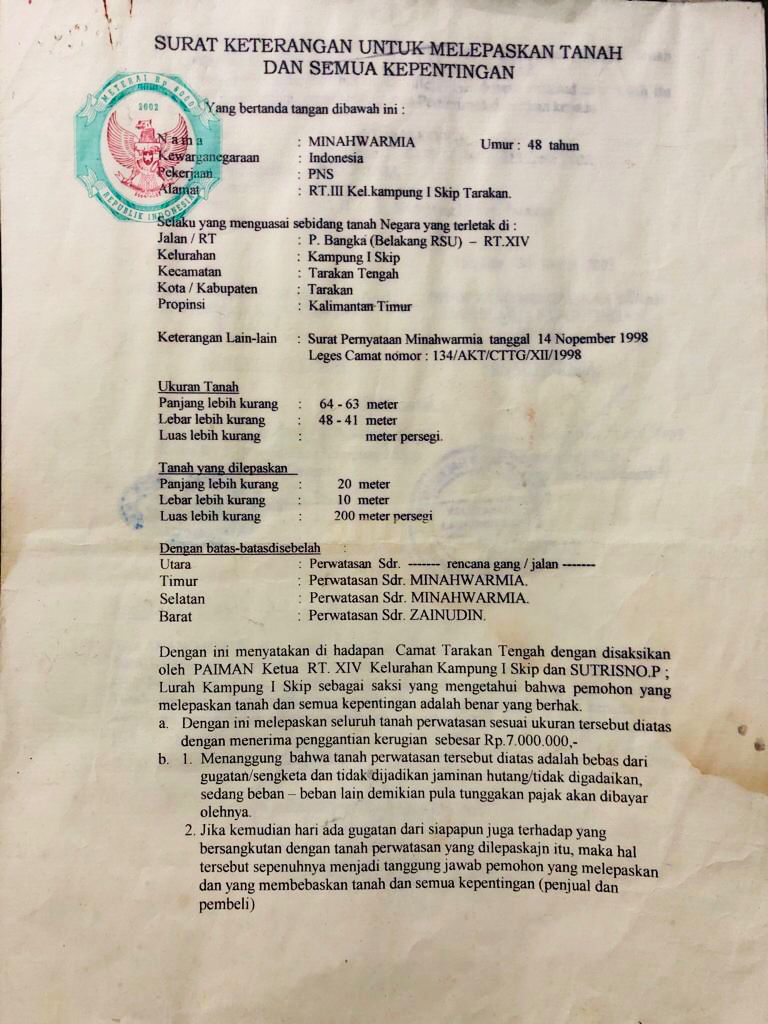 SURAT KETERANGAN UNTUK MELEPASKAN TANAH
DAN SEMUA KEPENTINGAN
METERAI RP 6000
2002
REPUBLIK INDONESIA
Yang bertanda tangan dibawah ini :
Nama : MINAHWARMIA Umur : 48 tahun
Kewarganegaraan : Indonesia
Pekerjaan : PNS
Alamat : RT.III Kel.kampung I Skip Tarakan.
Selaku yang menguasai sebidang tanah Negara yang terletak di :
Jalan / RT : P. Bangka (Belakang RSU) – RT.XIV
Kelurahan : Kampung I Skip
Kecamatan : Tarakan Tengah
Kota / Kabupaten : Tarakan
Propinsi : Kalimantan Timur
Keterangan Lain-lain : Surat Pernyataan Minahwarmia tanggal 14 Nopember 1998
Leges Camat nomor : 134/AKT/CTTG/XII/1998
Ukuran Tanah
Panjang lebih kurang : 64 - 63 meter
Lebar lebih kurang : 48 - 41 meter
Luas lebih kurang : meter persegi.
Tanah yang dilepaskan
Panjang lebih kurang : 20 meter
Lebar lebih kurang : 10 meter
Luas lebih kurang : 200 meter persegi
Dengan batas-batasdisebelah :
Utara : Perwatasan Sdr. ------- rencana gang / jalan -------
Timur : Perwatasan Sdr. MINAHWARMIA.
Selatan : Perwatasan Sdr. MINAHWARMIA.
Barat : Perwatasan Sdr. ZAINUDIN.
Dengan ini menyatakan di hadapan Camat Tarakan Tengah dengan disaksikan
oleh PAIMAN Ketua RT. XIV Kelurahan Kampung I Skip dan SUTRISNO.P ;
Lurah Kampung I Skip sebagai saksi yang mengetahui bahwa pemohon yang
melepaskan tanah dan semua kepentingan adalah benar yang berhak.
a. Dengan ini melepaskan seluruh tanah perwatasan sesuai ukuran tersebut diatas
dengan menerima penggantian kerugian sebesar Rp.7.000.000,-
b. 1. Menanggung bahwa tanah perwatasan tersebut diatas adalah bebas dari
gugatan/sengketa dan tidak dijadikan jaminan hutang/tidak digadaikan,
sedang beban – beban lain demikian pula tunggakan pajak akan dibayar
olehnya.
2. Jika kemudian hari ada gugatan dari siapapun juga terhadap yang
bersangkutan dengan tanah perwatasan yang dilepaskajn itu, maka hal
tersebut sepenuhnya menjadi tanggung jawab pemohon yang melepaskan
dan yang membebaskan tanah dan semua kepentingan (penjual dan
pembeli)